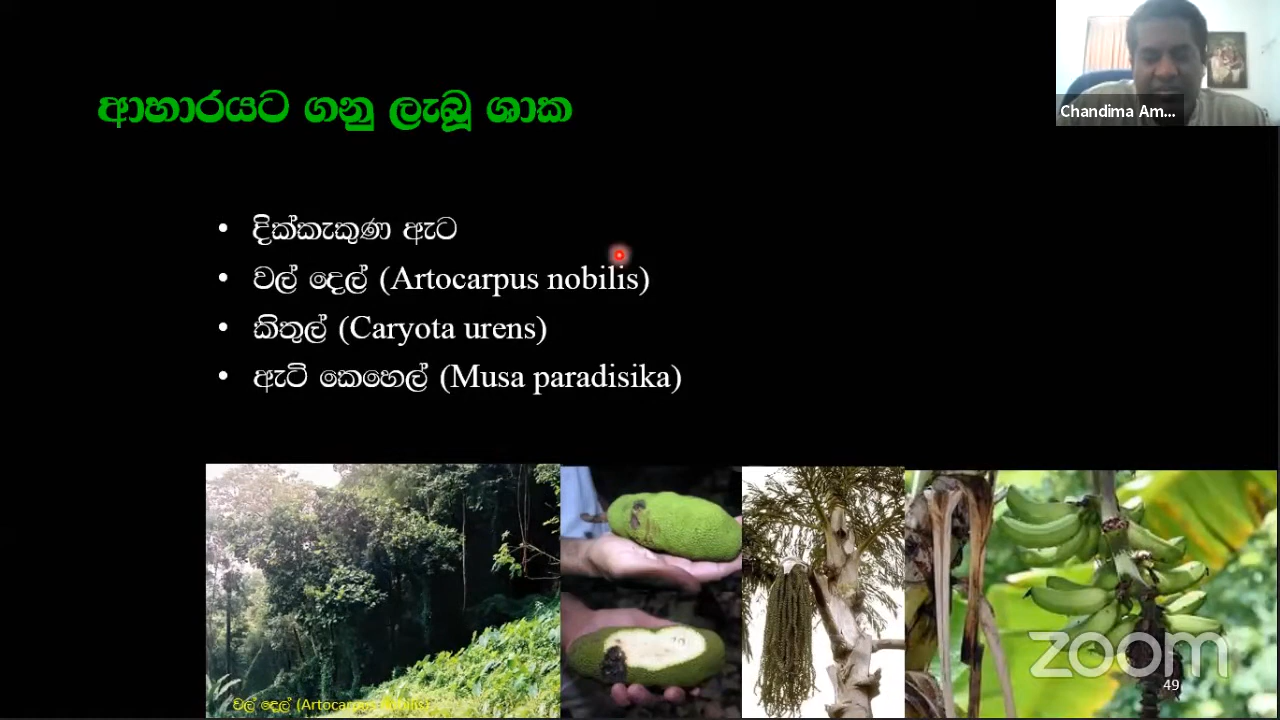 ආහාරයට ගනු ලැබූ ශාක
Chandima Am...
• දික්කැකුණ ඇට
• වල් දෙල් (Artocarpus nobilis)
• කිතුල් (Caryota urens)
• ඇටි කෙහෙල් (Musa paradisika)
වල් දෙල් (Artocarpus nobilis)
zoom
49